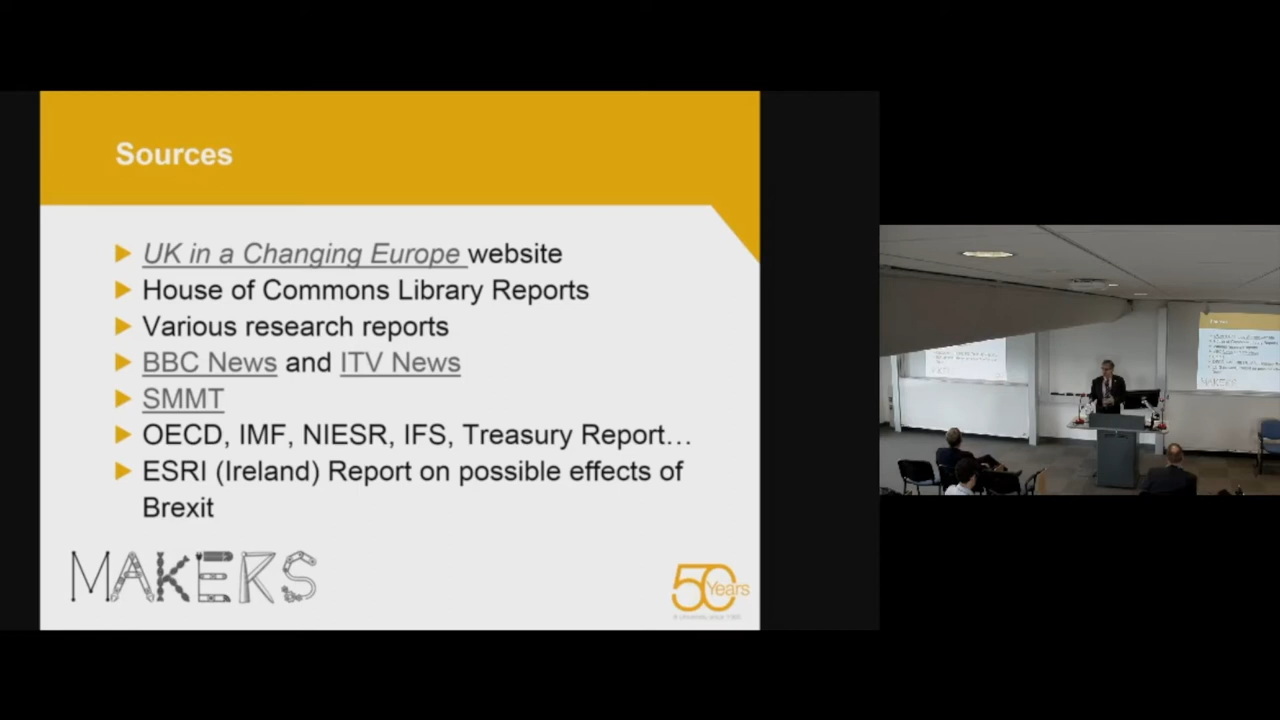 Sources
UK in a Changing Europe website
House of Commons Library Reports
Various research reports
BBC News and ITV News
SMMT
OECD, IMF, NIESR, IFS, Treasury Report…
ESRI (Ireland) Report on possible effects of
Brexit
MAKERS
50 Years